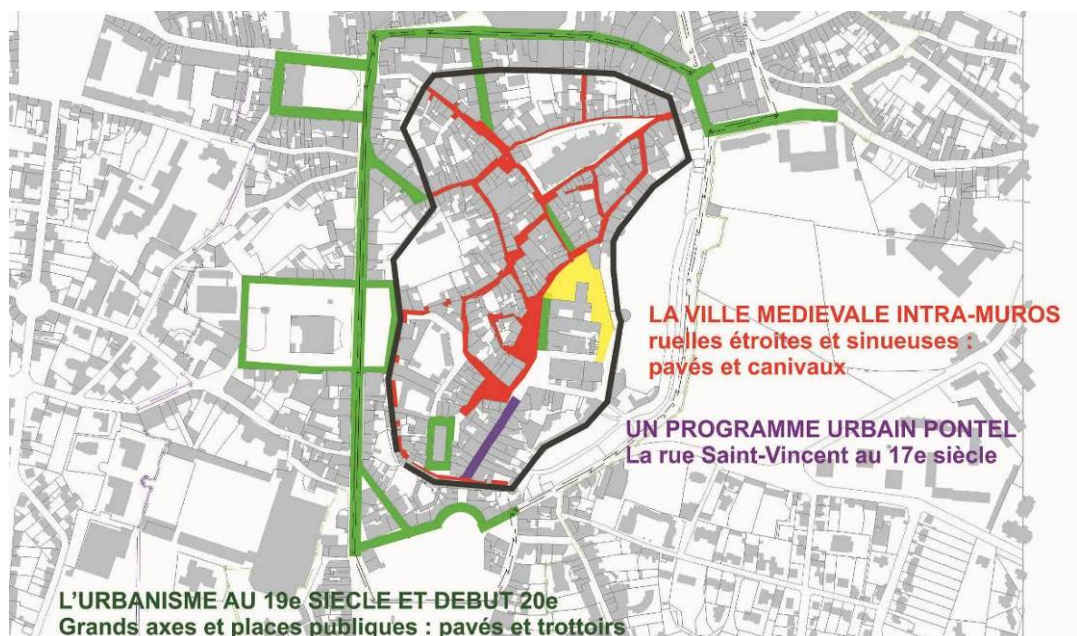 LA VILLE MEDIEVALE INTRA-MUROS
ruelles étroites et sinueuses :
pavés et canivaux
UN PROGRAMME URBAIN PONTEL
La rue Saint-Vincent au 17e siècle
L'URBANISME AU 19e SIECLE ET DEBUT 20e
Grands axes et places publiques : pavés et trottoirs